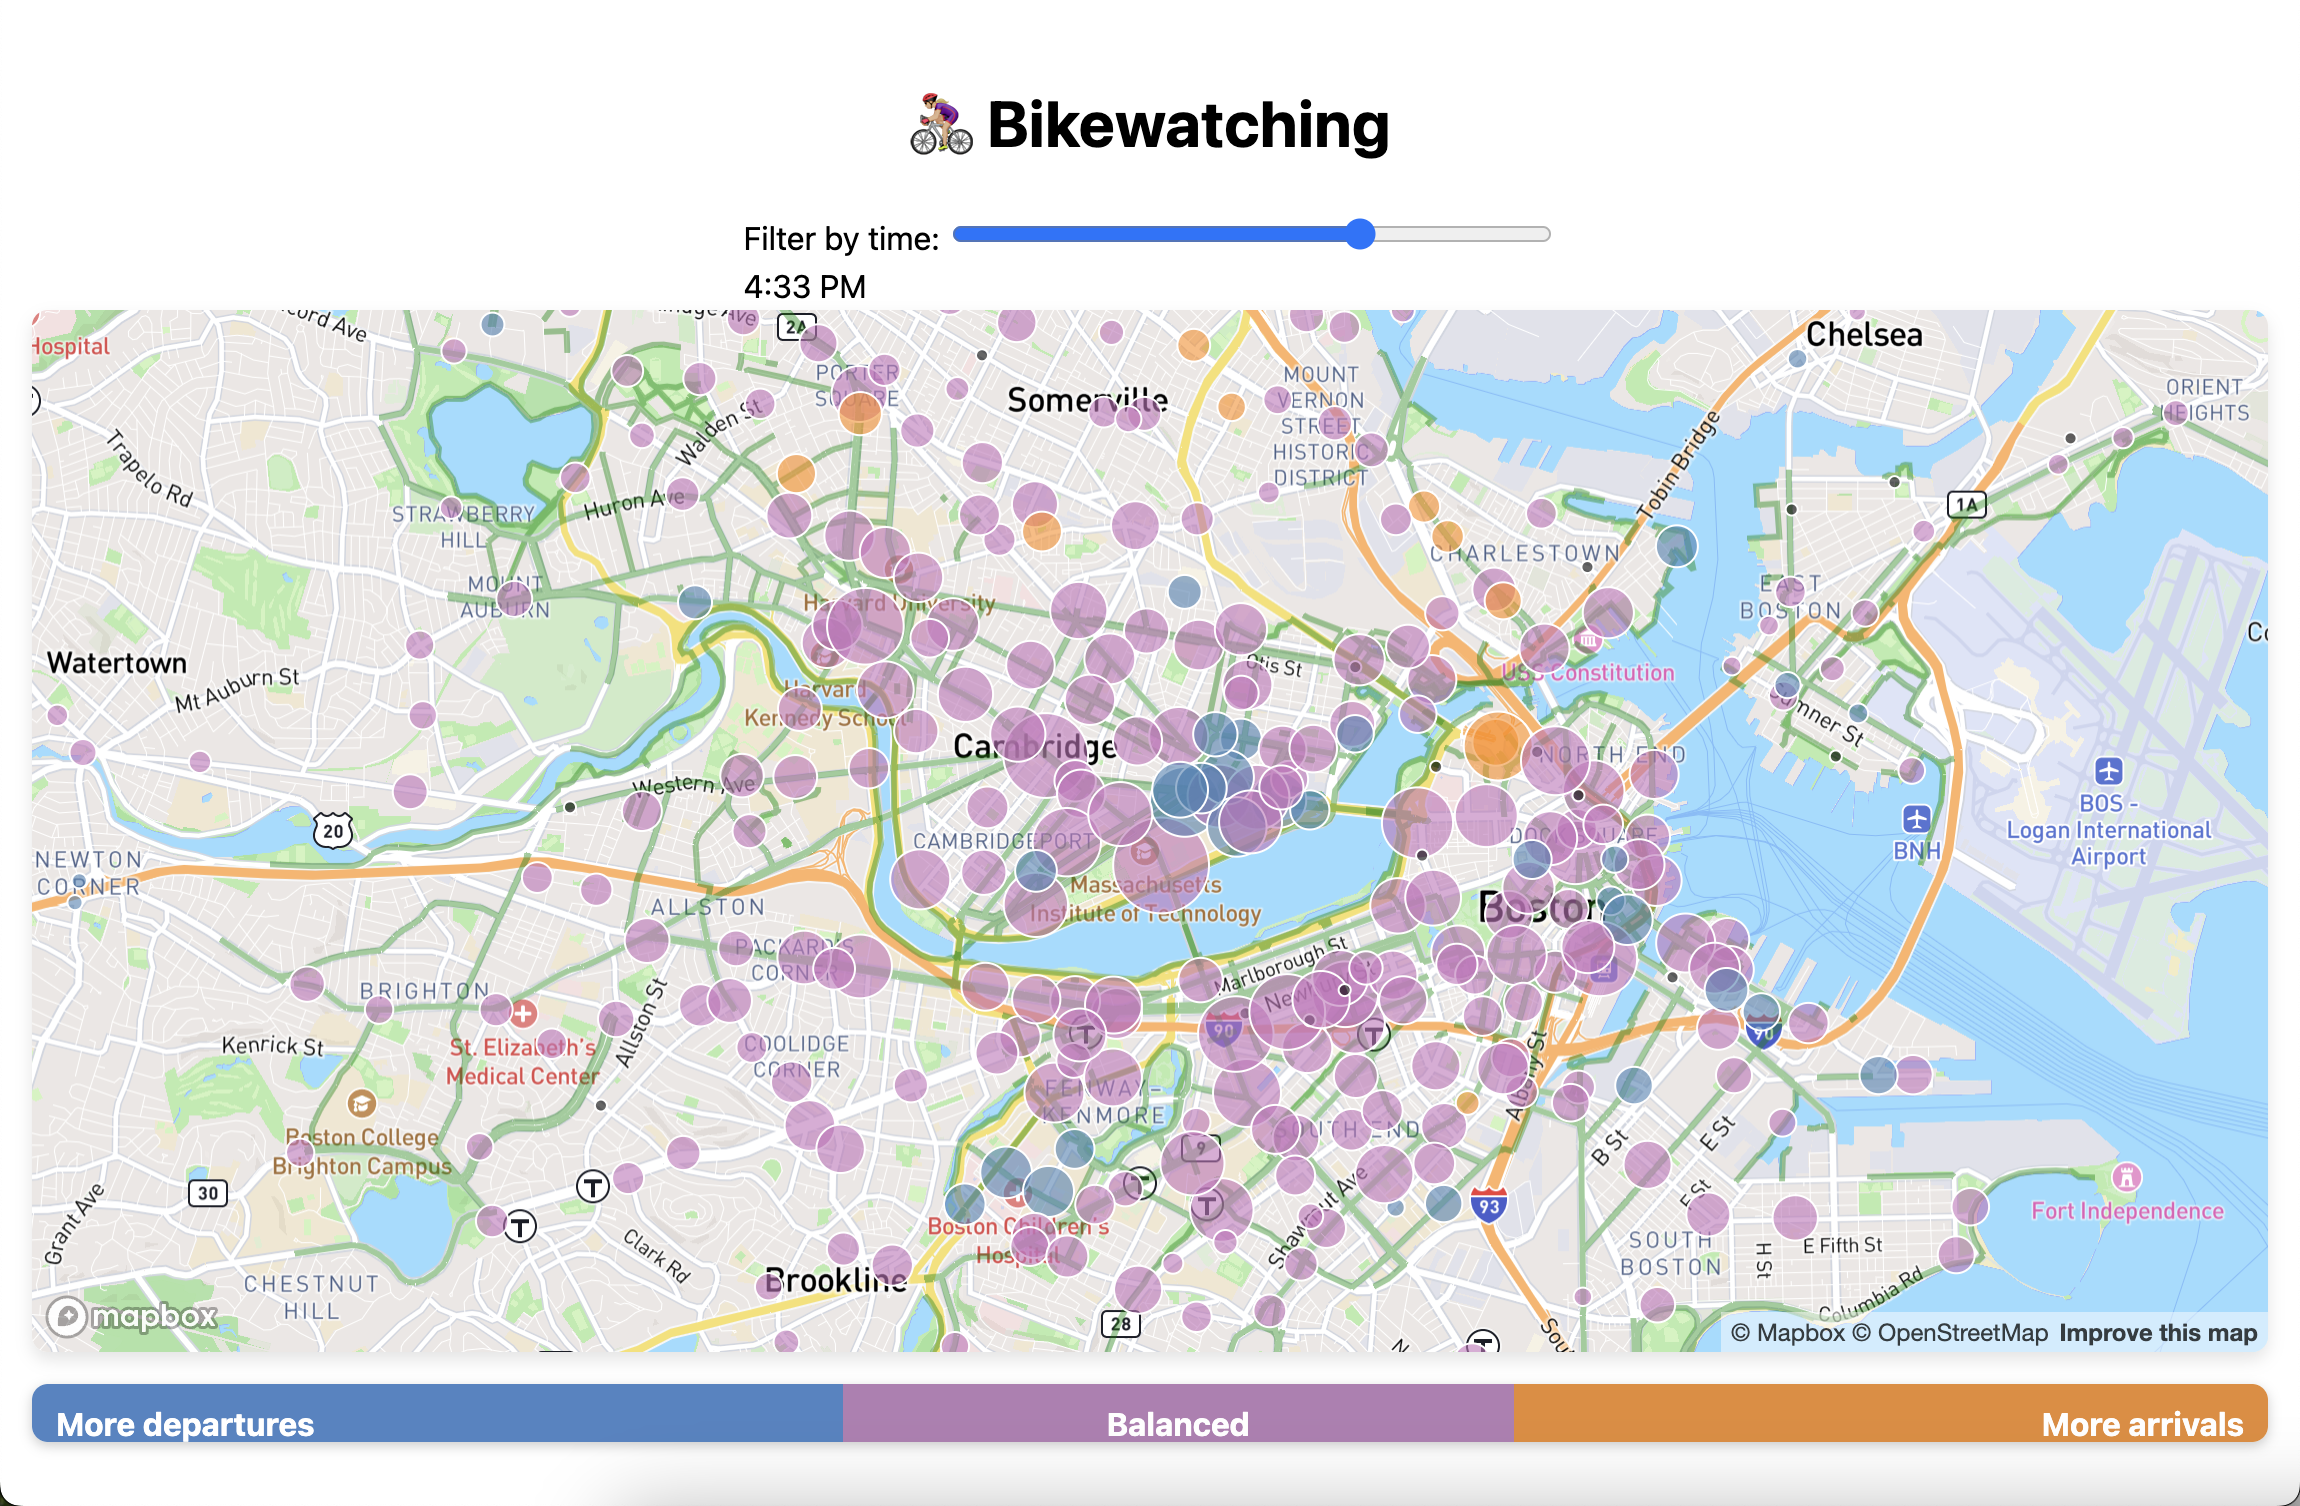 Bikewatching
Filter by time:
4:33 PM
2A
Chelsea
Hospital
PORTER
SQUARE
Somerville
MOUNT
VERNON
STREET
HISTORIC
DISTRICT
ORIENT
HEIGHTS
Trapelo Rd
Walden St
Tobin Bridge
Huron Ave
STRAWBERRY
HILL
1A
CHARLESTOWN
MOUNT
AUBURN
EAST
BOSTON
Harvard University
Watertown
Mt Auburn St
Otis St
USS Constitution
Harvard
Kennedy School
Sumner St
Cambridge
NORTH END
Western Ave
BOS -
Logan International
Airport
20
CAMBRIDGEPORT
DOCK SQUARE
BNH
NEWTON
CORNER
Massachusetts
Institute of Technology
ALLSTON
Boston
PACKARD'S
CORNER
Marlborough St
BRIGHTON
90
90
Kenrick St
St. Elizabeth's
Medical Center
Allston St
COOLIDGE
CORNER
T
T
FENWAY-
KENMORE
Albany St
SOUTH END
Boston College
Brighton Campus
9
B St
E St
30
T
T
T
T
Grant Ave
Shawmut Ave
93
E St
Fort Independence
Boston Children's
Hospital
Clark Rd
SOUTH
BOSTON
H St
E Fifth St
CHESTNUT
HILL
Brookline
Columbia Rd
28
T
mapbox
© Mapbox © OpenStreetMap Improve this map
More departures
Balanced
More arrivals